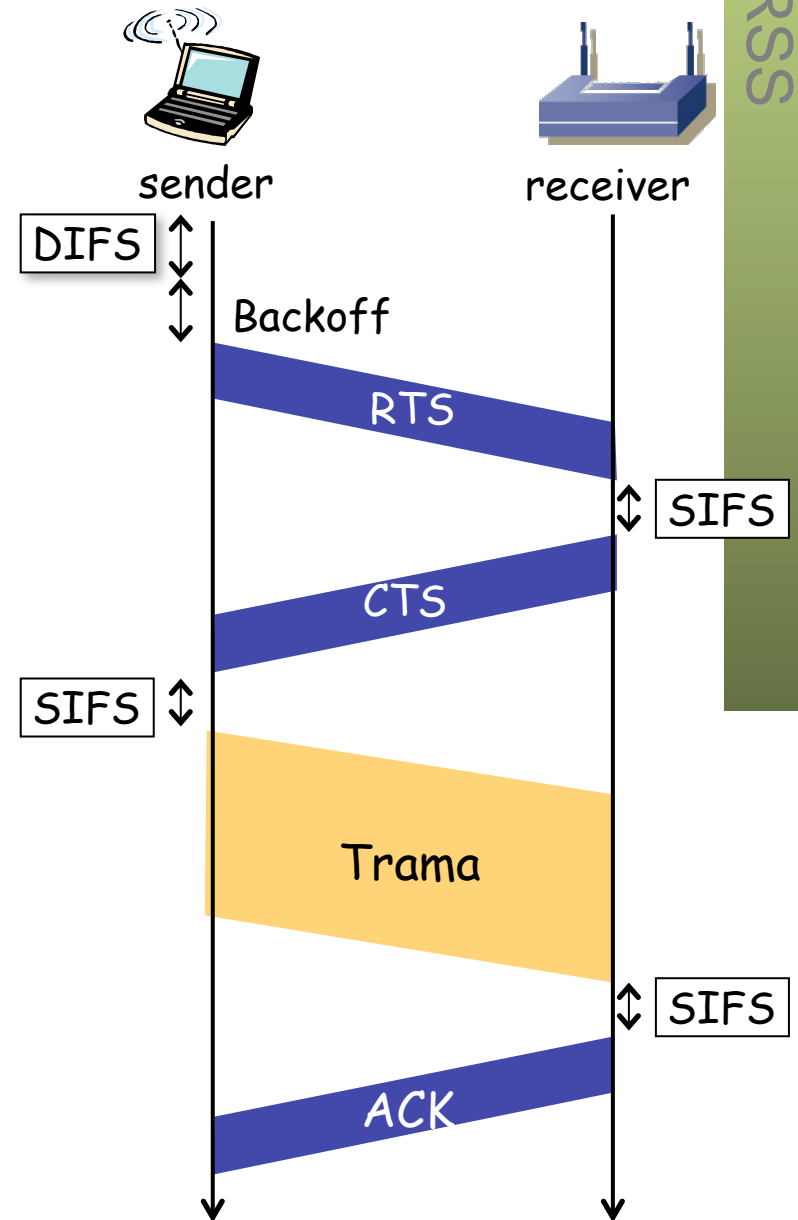 RSS
sender
receiver
DIFS
Backoff
RTS
SIFS
CTS
SIFS
Trama
SIFS
ACK